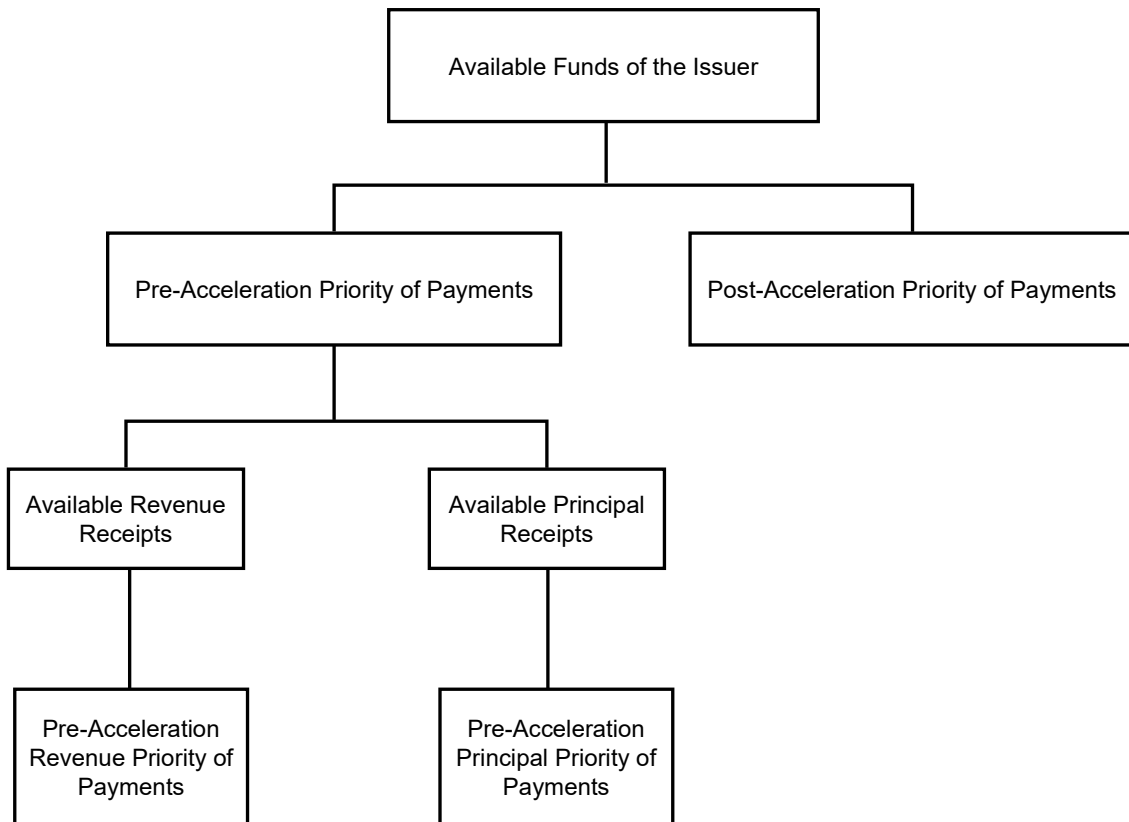 Available Funds of the Issuer
Pre-Acceleration Priority of Payments
Post-Acceleration Priority of Payments
Available Revenue
Receipts
Available Principal
Receipts
Pre-Acceleration
Revenue Priority of
Payments
Pre-Acceleration
Principal Priority of
Payments